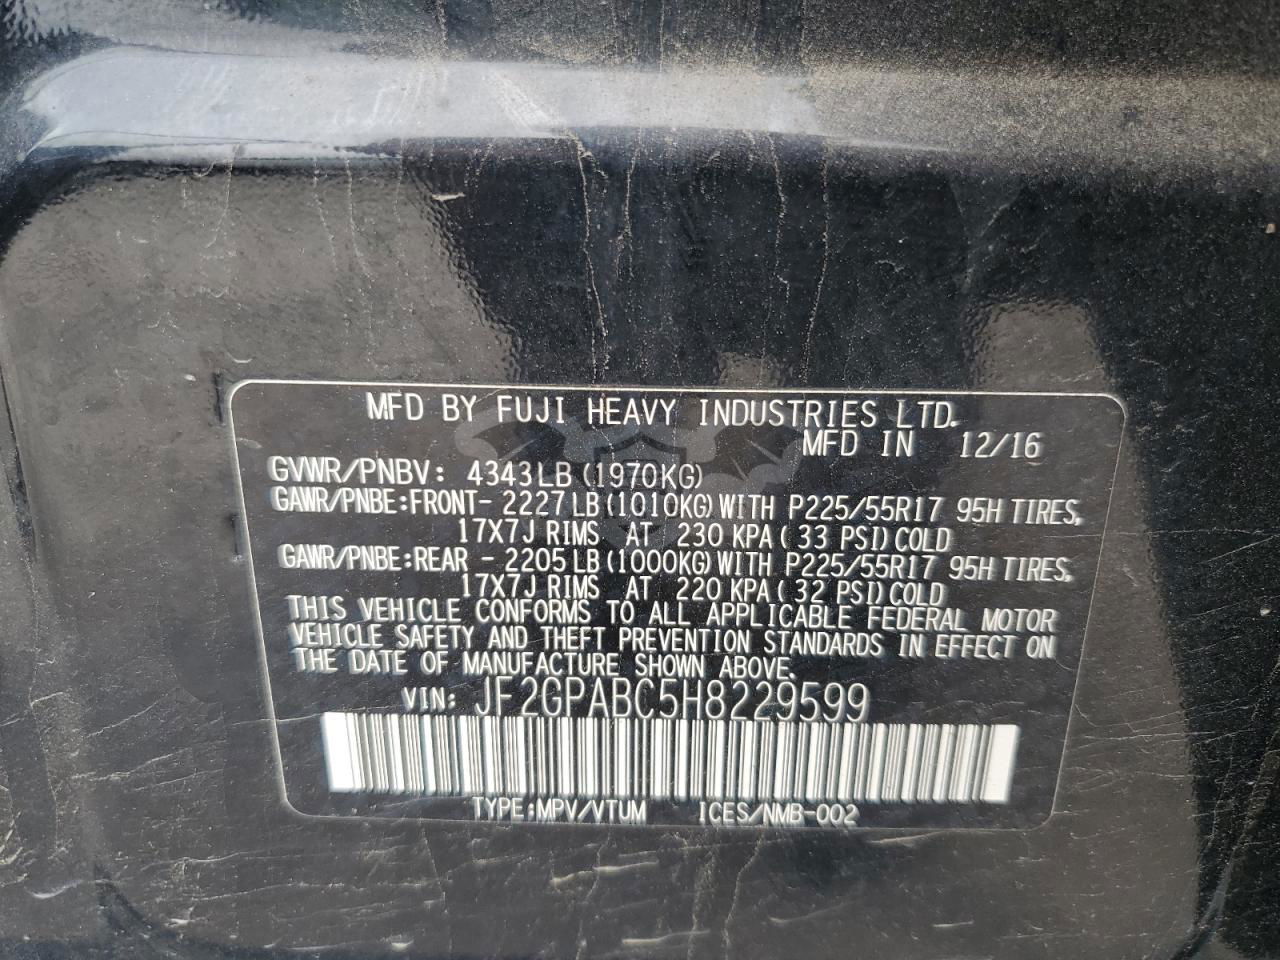 MFD BY FUJI HEAVY INDUSTRIES LTD.
MFD IN 12/16
GVWR/PNBV: 4343LB (1970KG)
GAWR/PNBE:FRONT- 2227 LB (1010KG) WITH P225/55R17 95H TIRES,
17X7J RIMS AT 230 KPA ( 33 PSI) COLD
GAWR/PNBE:REAR - 2205 LB (1000KG) WITH P225/55R17 95H TIRES,
17X7J RIMS AT 220 KPA ( 32 PSI) COLD
THIS VEHICLE CONFORMS TO ALL APPLICABLE FEDERAL MOTOR
VEHICLE SAFETY AND THEFT PREVENTION STANDARDS IN EFFECT ON
THE DATE OF MANUFACTURE SHOWN ABOVE.
VIN: JF2GPABC5H8229599
TYPE:MPV/VTUM ICES/NMB-002